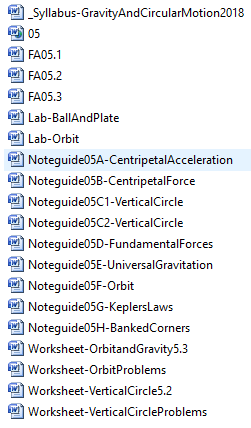 _Syllabus-GravityAndCircularMotion2018
05
FA05.1
FA05.2
FA05.3
Lab-BallAndPlate
Lab-Orbit
Noteguide05A-CentripetalAcceleration
Noteguide05B-CentripetalForce
Noteguide05C1-VerticalCircle
Noteguide05C2-VerticalCircle
Noteguide05D-FundamentalForces
Noteguide05E-UniversalGravitation
Noteguide05F-Orbit
Noteguide05G-KeplersLaws
Noteguide05H-BankedCorners
Worksheet-OrbitandGravity5.3
Worksheet-OrbitProblems
Worksheet-VerticalCircle5.2
Worksheet-VerticalCircleProblems